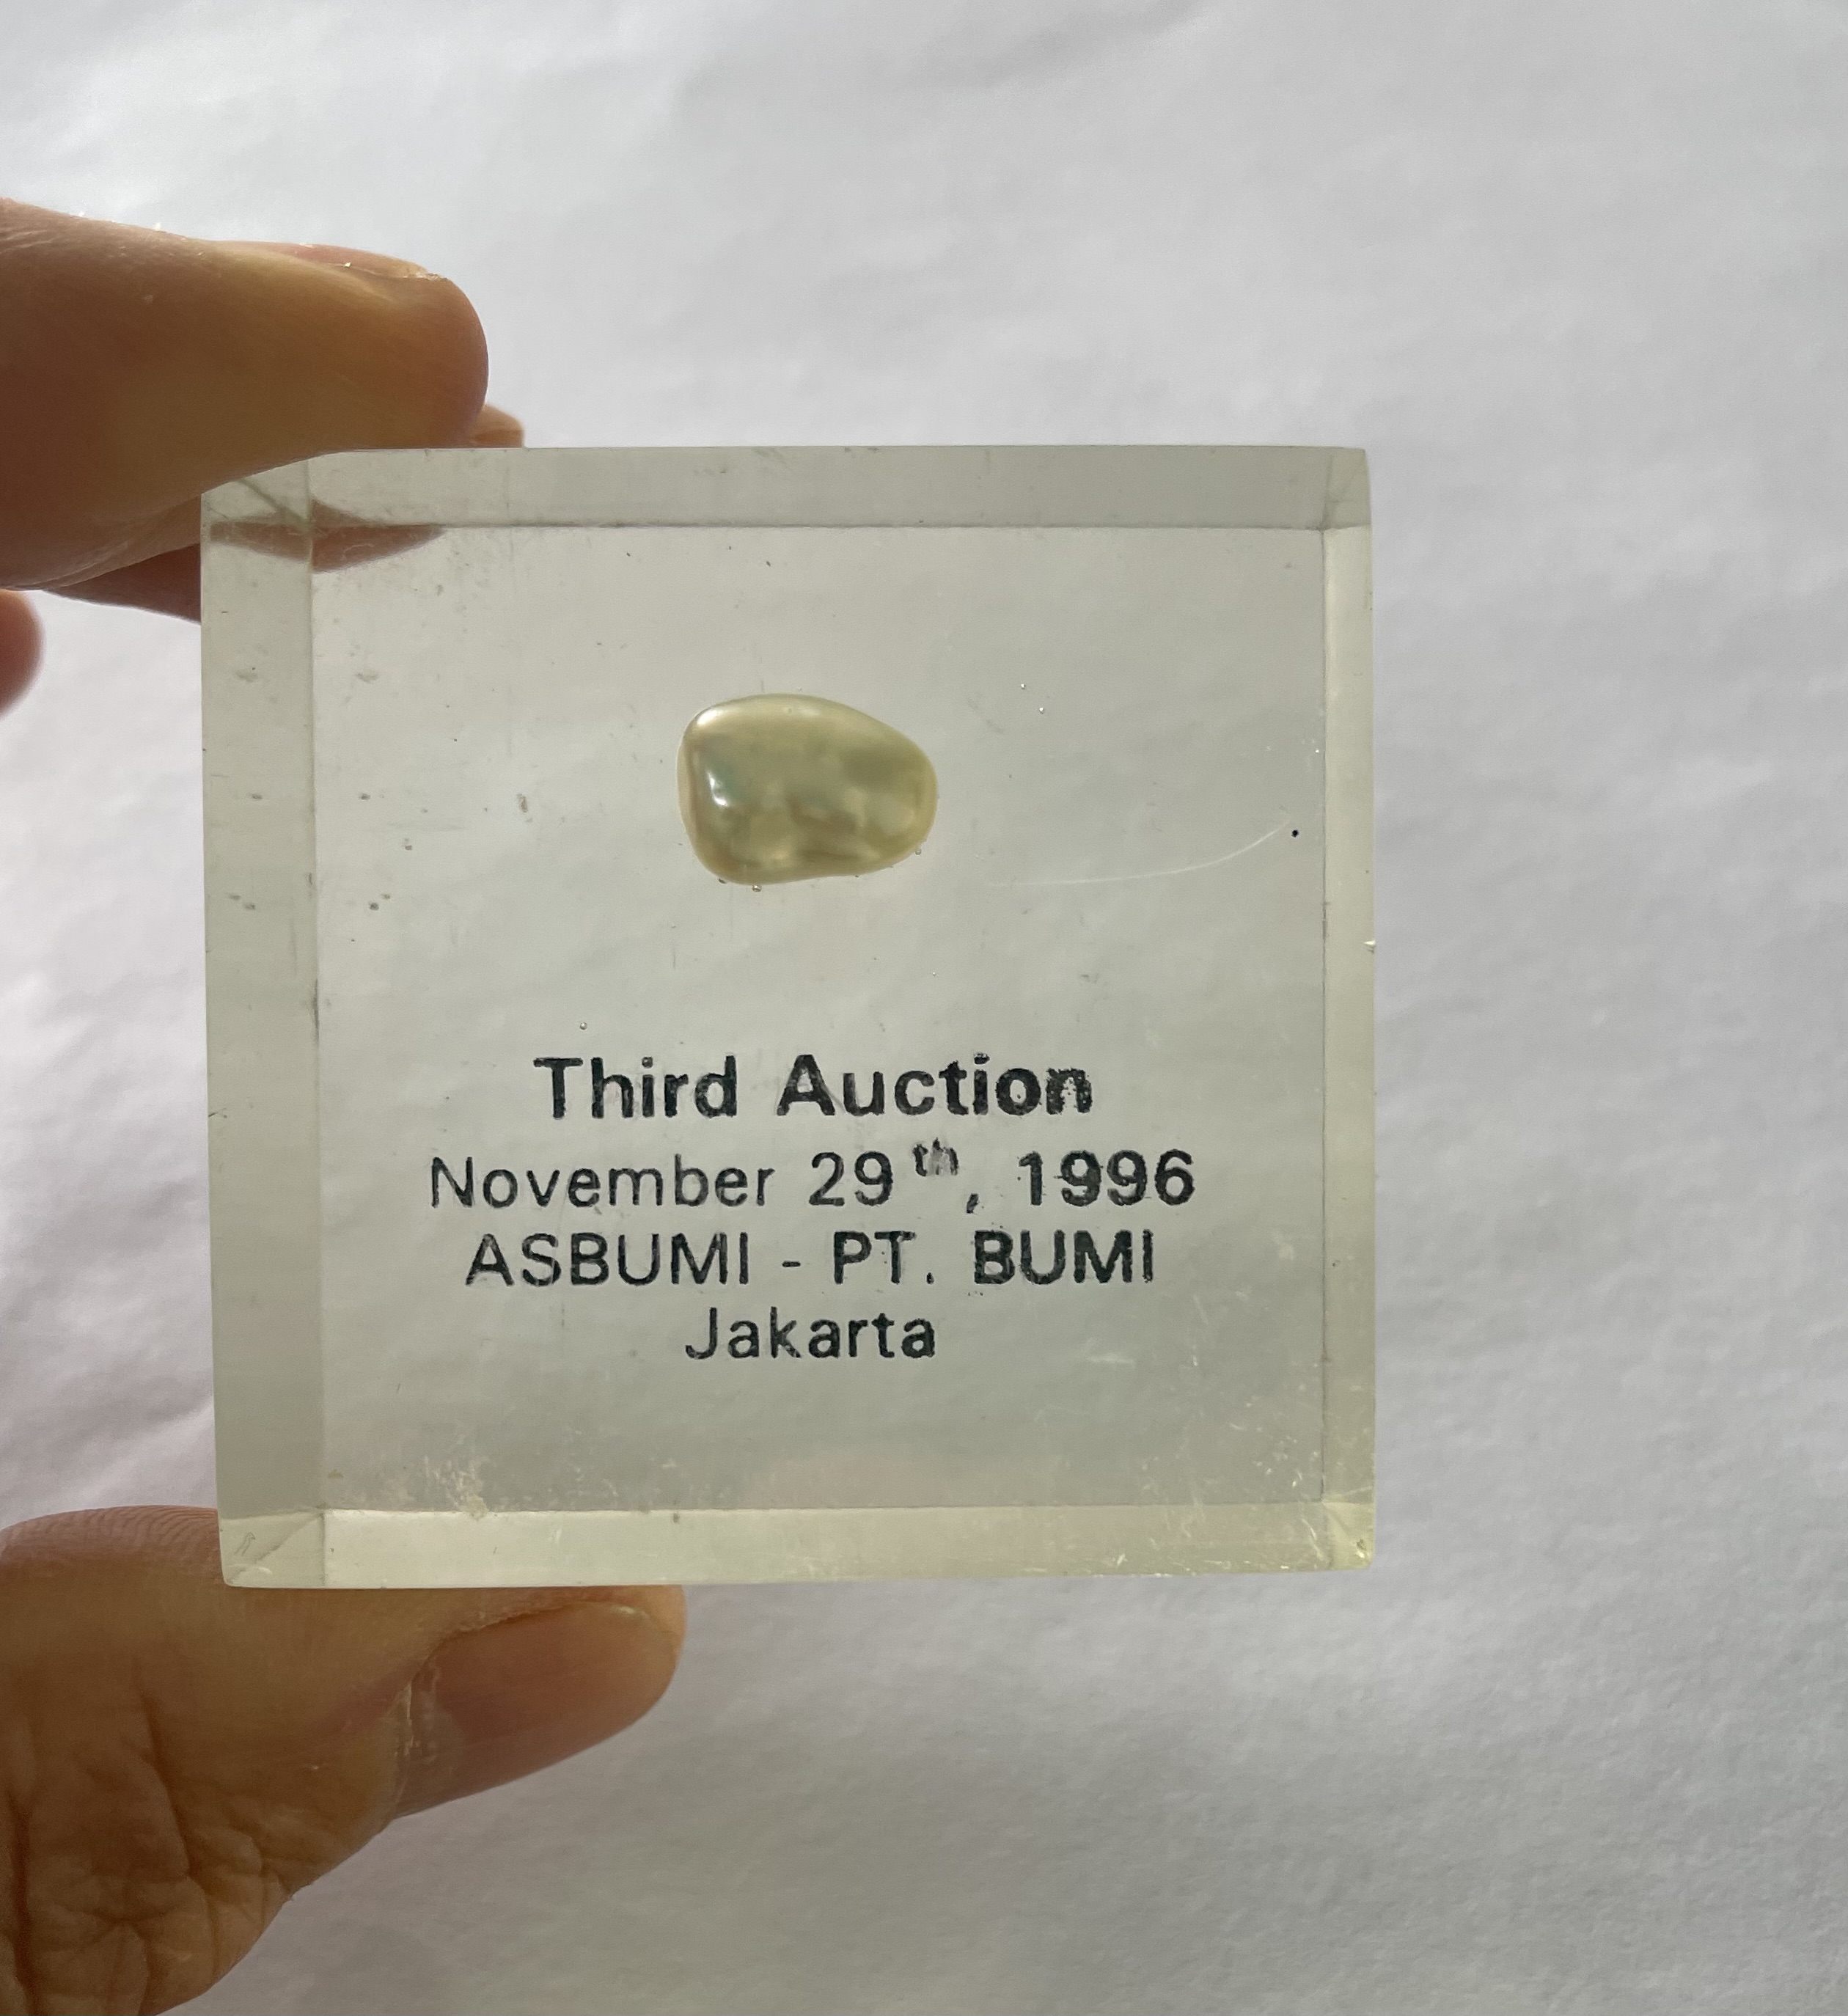 Third Auction
November 29th, 1996
ASBUMI - PT. BUMI
Jakarta